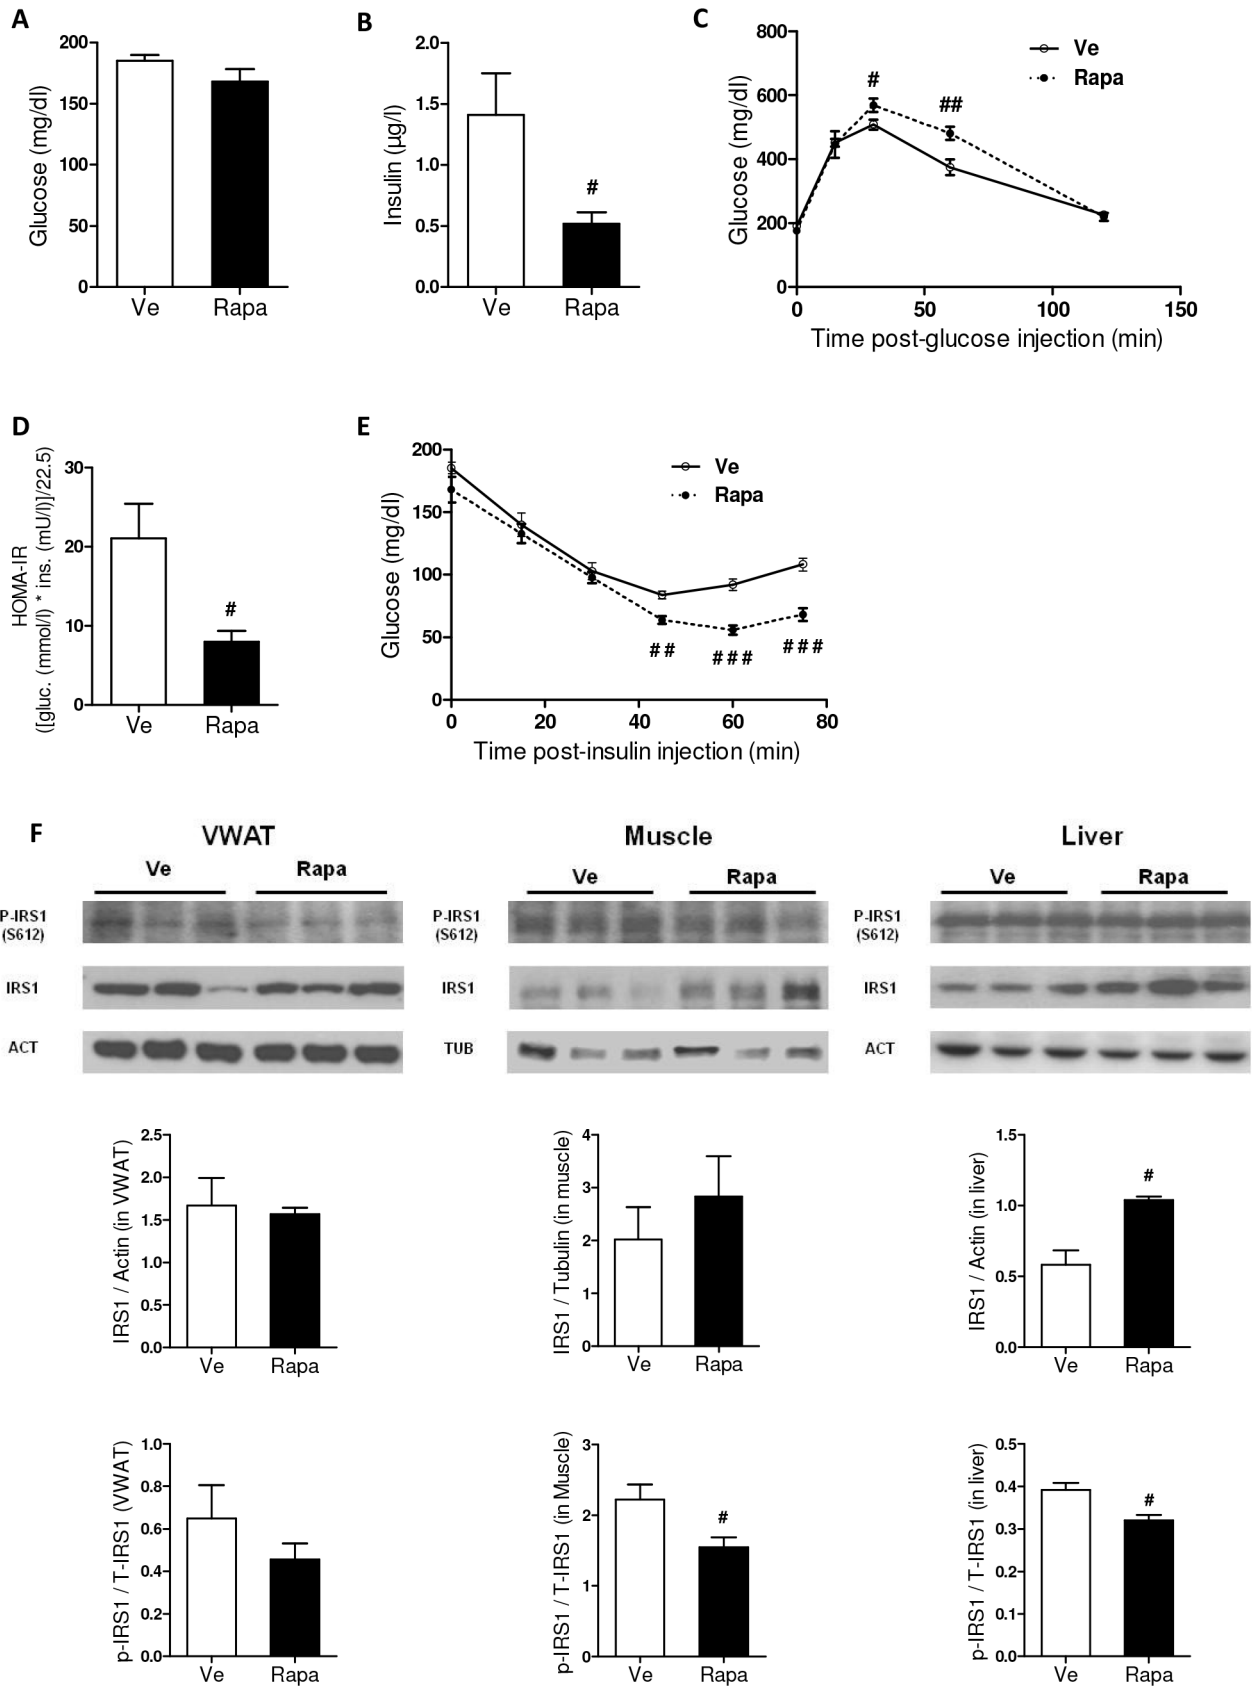 A
Glucose (mg/dl)
200
150
100
50
0
Ve
Rapa
B
Insulin (µg/l)
2.0
1.5
1.0
0.5
0.0
#
Ve
Rapa
C
Glucose (mg/dl)
800
600
400
200
0
#
##
Ve
Rapa
0
50
100
150
Time post-glucose injection (min)
D
HOMA-IR
([gluc. (mmol/l) * ins. (mU/l)]/22.5)
30
20
10
0
#
Ve
Rapa
E
Glucose (mg/dl)
200
150
100
50
0
Ve
Rapa
##
###
###
0
20
40
60
80
Time post-insulin injection (min)
F
VWAT
Ve
Rapa
P-IRS1
(S612)
IRS1
ACT
Muscle
Ve
Rapa
P-IRS1
(S612)
IRS1
TUB
Liver
Ve
Rapa
P-IRS1
(S612)
IRS1
ACT
IRS1 / Actin (in VWAT)
2.5
2.0
1.5
1.0
0.5
0.0
Ve
Rapa
IRS1 / Tubulin (in muscle)
4
3
2
1
0
Ve
Rapa
IRS1 / Actin (in liver)
1.5
1.0
0.5
0.0
#
Ve
Rapa
p-IRS1 / T-IRS1 (VWAT)
1.0
0.8
0.6
0.4
0.2
0.0
Ve
Rapa
p-IRS1 / T-IRS1 (in Muscle)
3
2
1
0
#
Ve
Rapa
p-IRS1 / T-IRS1 (in liver)
0.5
0.4
0.3
0.2
0.1
0.0
#
Ve
Rapa